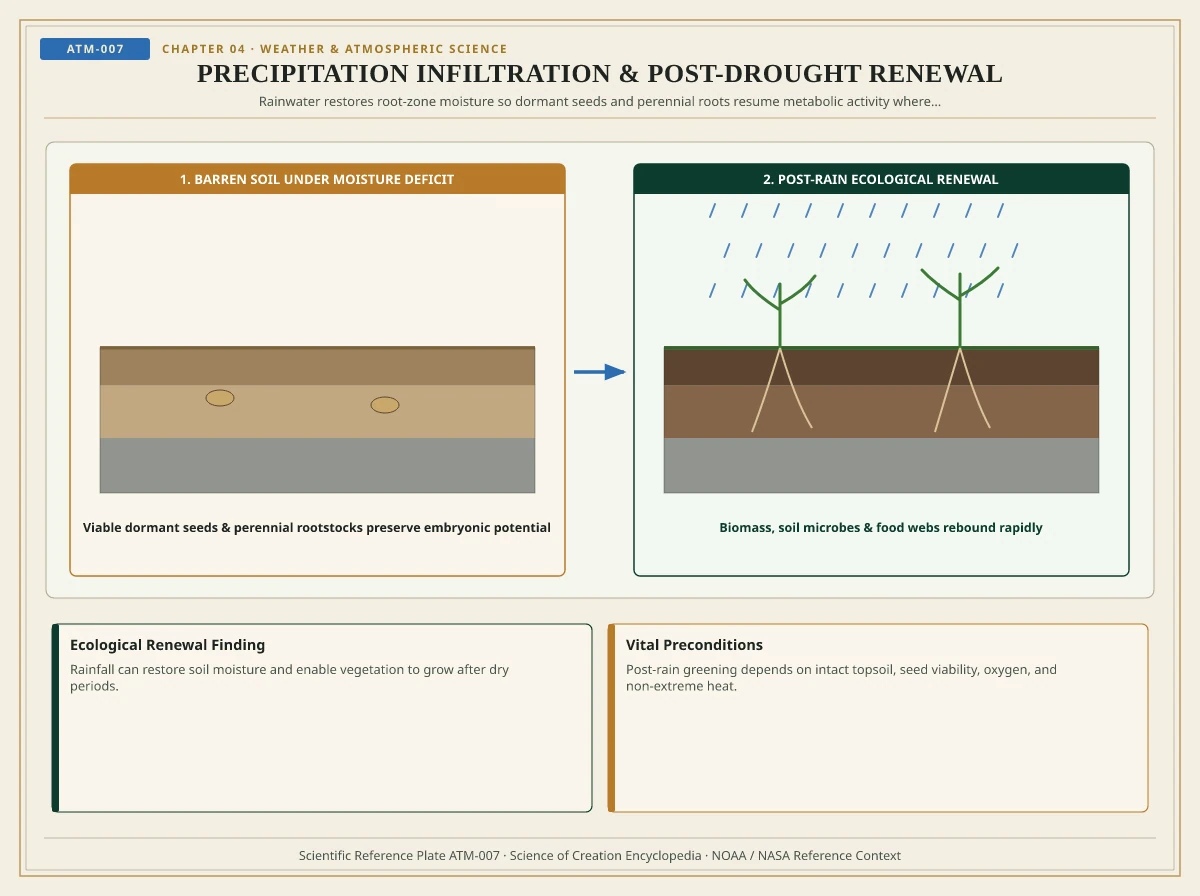 ATM-007
CHAPTER 04 · WEATHER & ATMOSPHERIC SCIENCE
PRECIPITATION INFILTRATION & POST-DROUGHT RENEWAL
Rainwater restores root-zone moisture so dormant seeds and perennial roots resume metabolic activity where...
1. BARREN SOIL UNDER MOISTURE DEFICIT
Viable dormant seeds & perennial rootstocks preserve embryonic potential
2. POST-RAIN ECOLOGICAL RENEWAL
Biomass, soil microbes & food webs rebound rapidly
Ecological Renewal Finding
Rainfall can restore soil moisture and enable vegetation to grow after dry
periods.
Vital Preconditions
Post-rain greening depends on intact topsoil, seed viability, oxygen, and
non-extreme heat.
Scientific Reference Plate ATM-007 · Science of Creation Encyclopedia · NOAA / NASA Reference Context